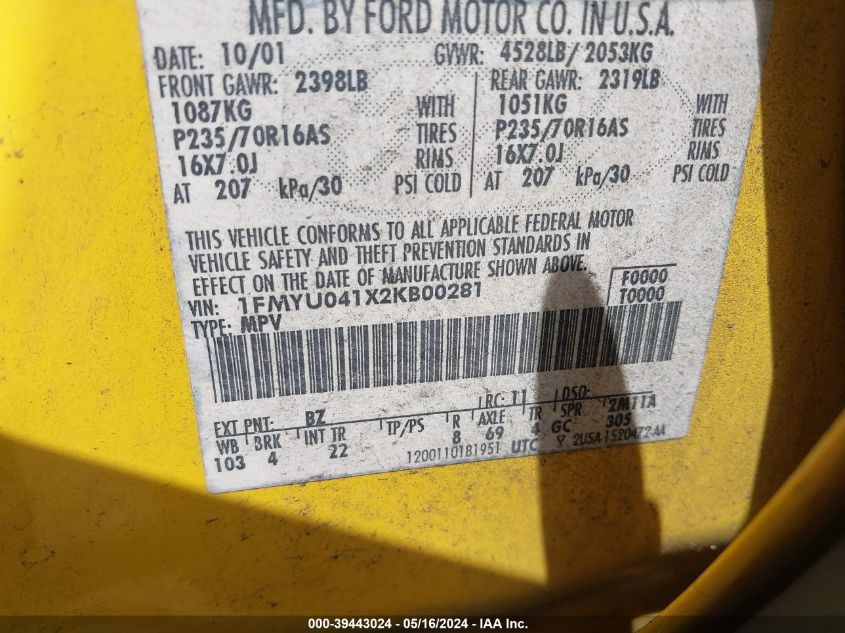 MFD. BY FORD MOTOR CO. IN U.S.A.
DATE: 10/01 GVWR: 4528LB/ 2053KG
FRONT GAWR: 2398LB REAR GAWR: 2319LB
1087KG WITH 1051KG WITH
P235/70R16AS TIRES P235/70R16AS TIRES
16X7.0J RIMS 16X7.0J RIMS
AT 207 kPa/30 PSI COLD AT 207 kPa/30 PSI COLD
THIS VEHICLE CONFORMS TO ALL APPLICABLE FEDERAL MOTOR
VEHICLE SAFETY AND THEFT PREVENTION STANDARDS IN
EFFECT ON THE DATE OF MANUFACTURE SHOWN ABOVE.
VIN: 1FMYU041X2KB00281 F0000
TYPE: MPV T0000
EXT PNT: BZ RC: 11 DSO:
WB BRK INT TR TP/PS R AXLE TR SPR 2M11A
103 4 22 8 69 4 GC 305
1200110181951 UTC 2U5A-1520472-AA
000-39443024 - 05/16/2024 - IAA Inc.